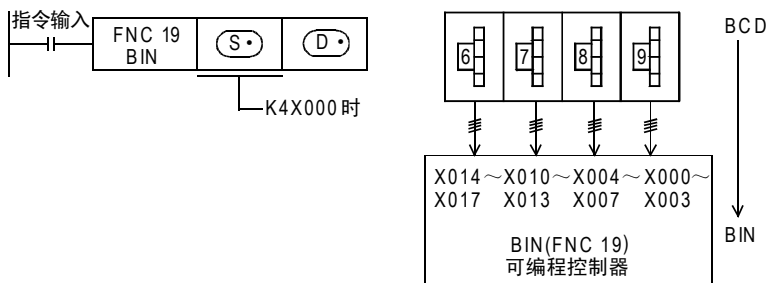 指令输入
FNC 19
BIN
S·
D·
K4X000时
6 7 8 9
BCD
X014～X010～X004～X000～
X017 X013 X007 X003
BIN(FNC 19)
可编程控制器
BIN